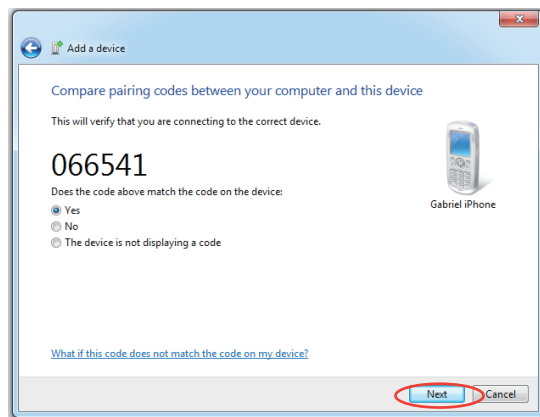 Add a device
Compare pairing codes between your computer and this device
This will verify that you are connecting to the correct device.
066541
Does the code above match the code on the device:
Yes
No
The device is not displaying a code
Gabriel iPhone
What if this code does not match the code on my device?
Next Cancel